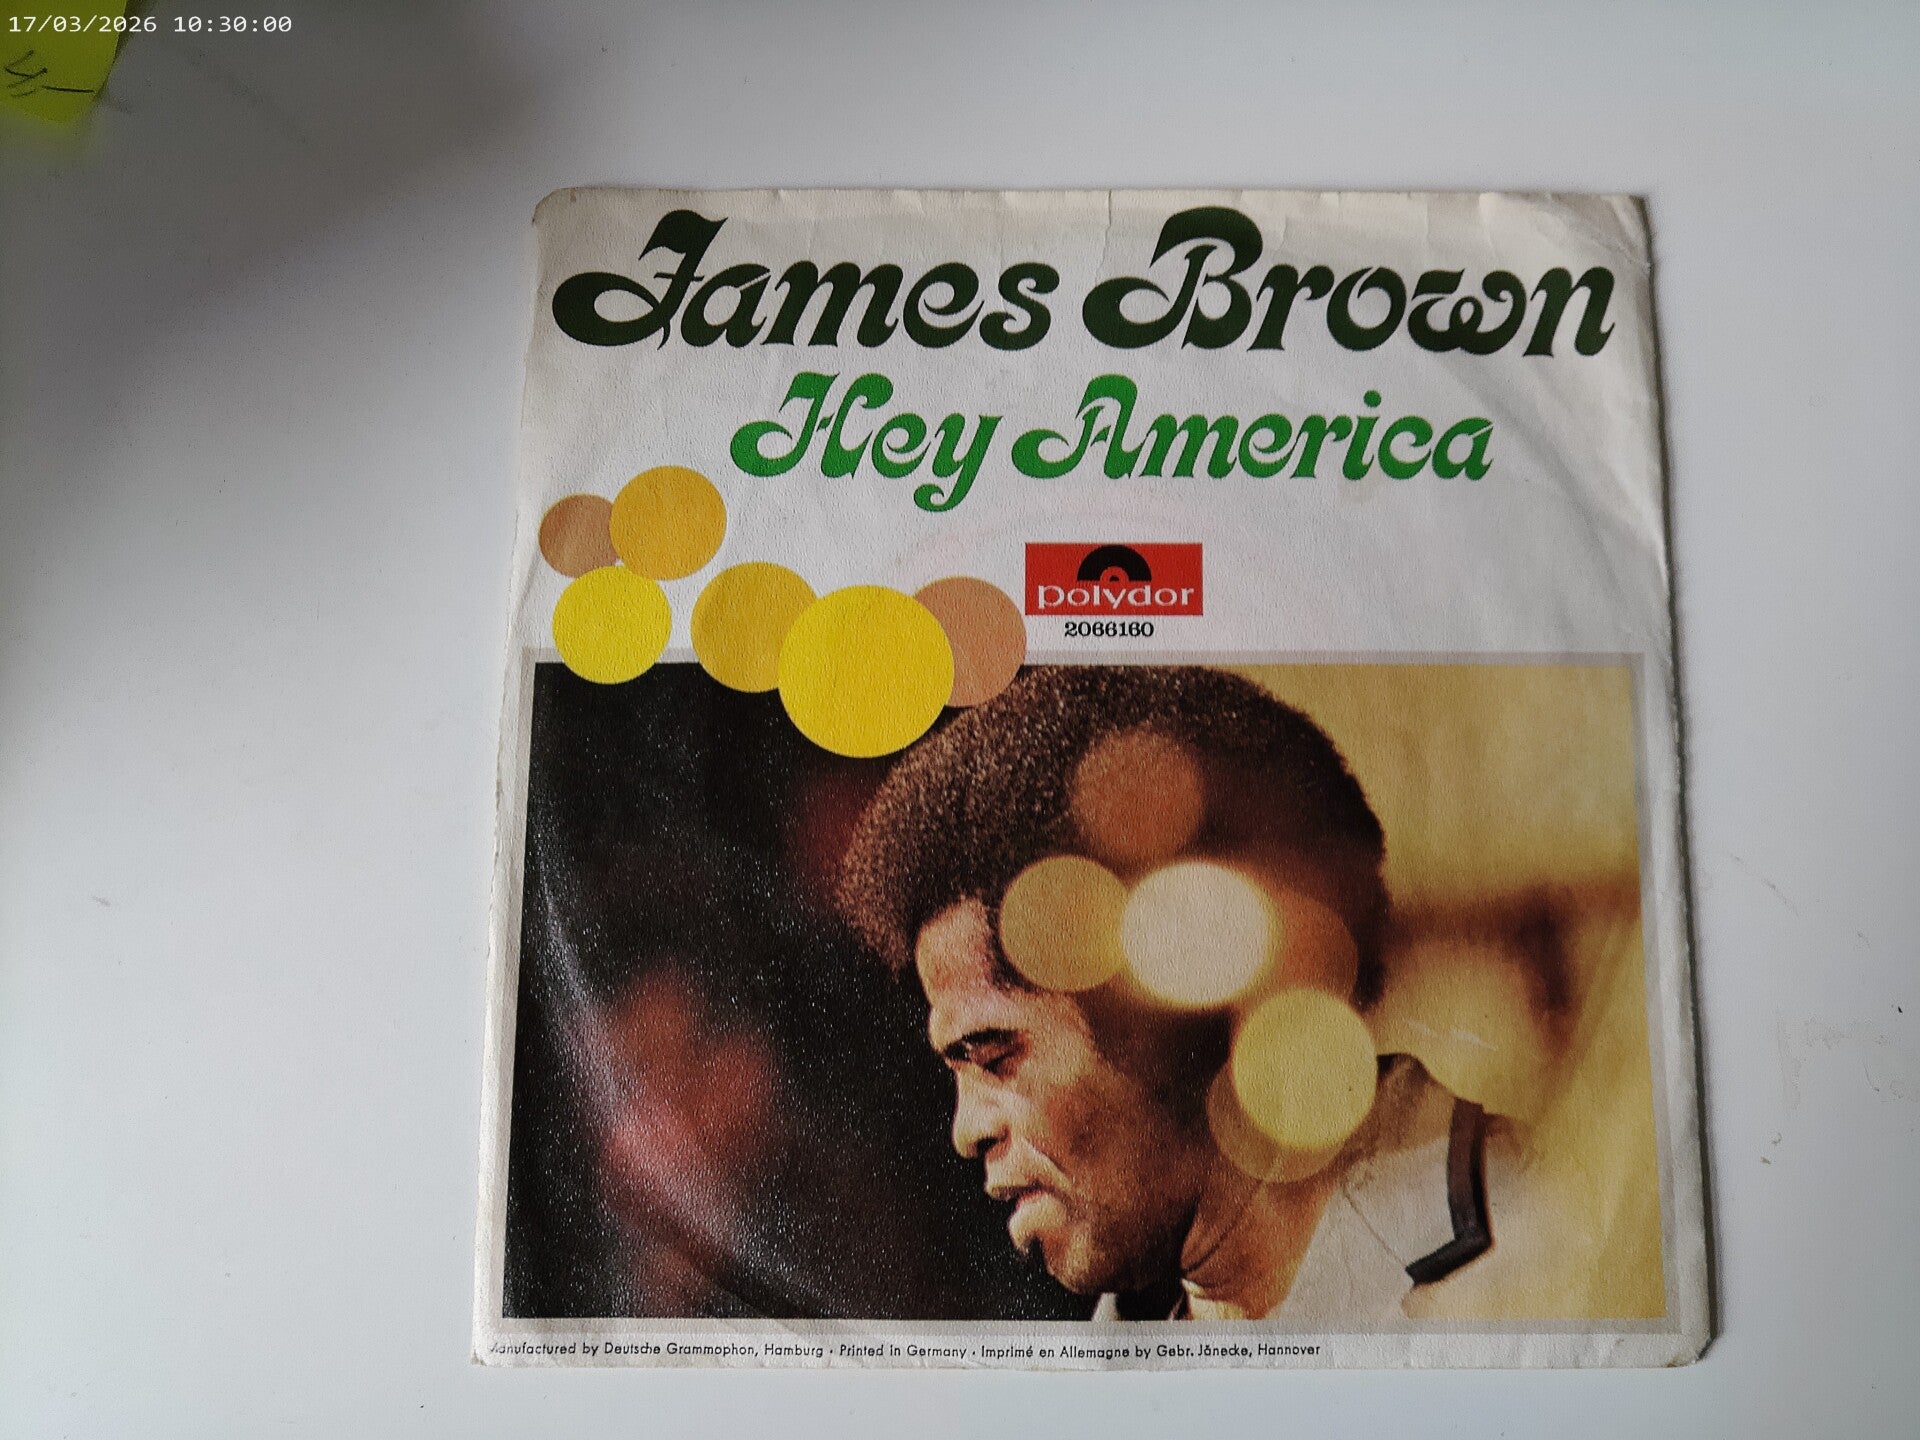 17/03/2026 10:30:00
James Brown
Hey America
polydor
2066160
Manufactured by Deutsche Grammophon, Hamburg · Printed in Germany · Imprimé en Allemagne by Gebr. Jänecke, Hannover